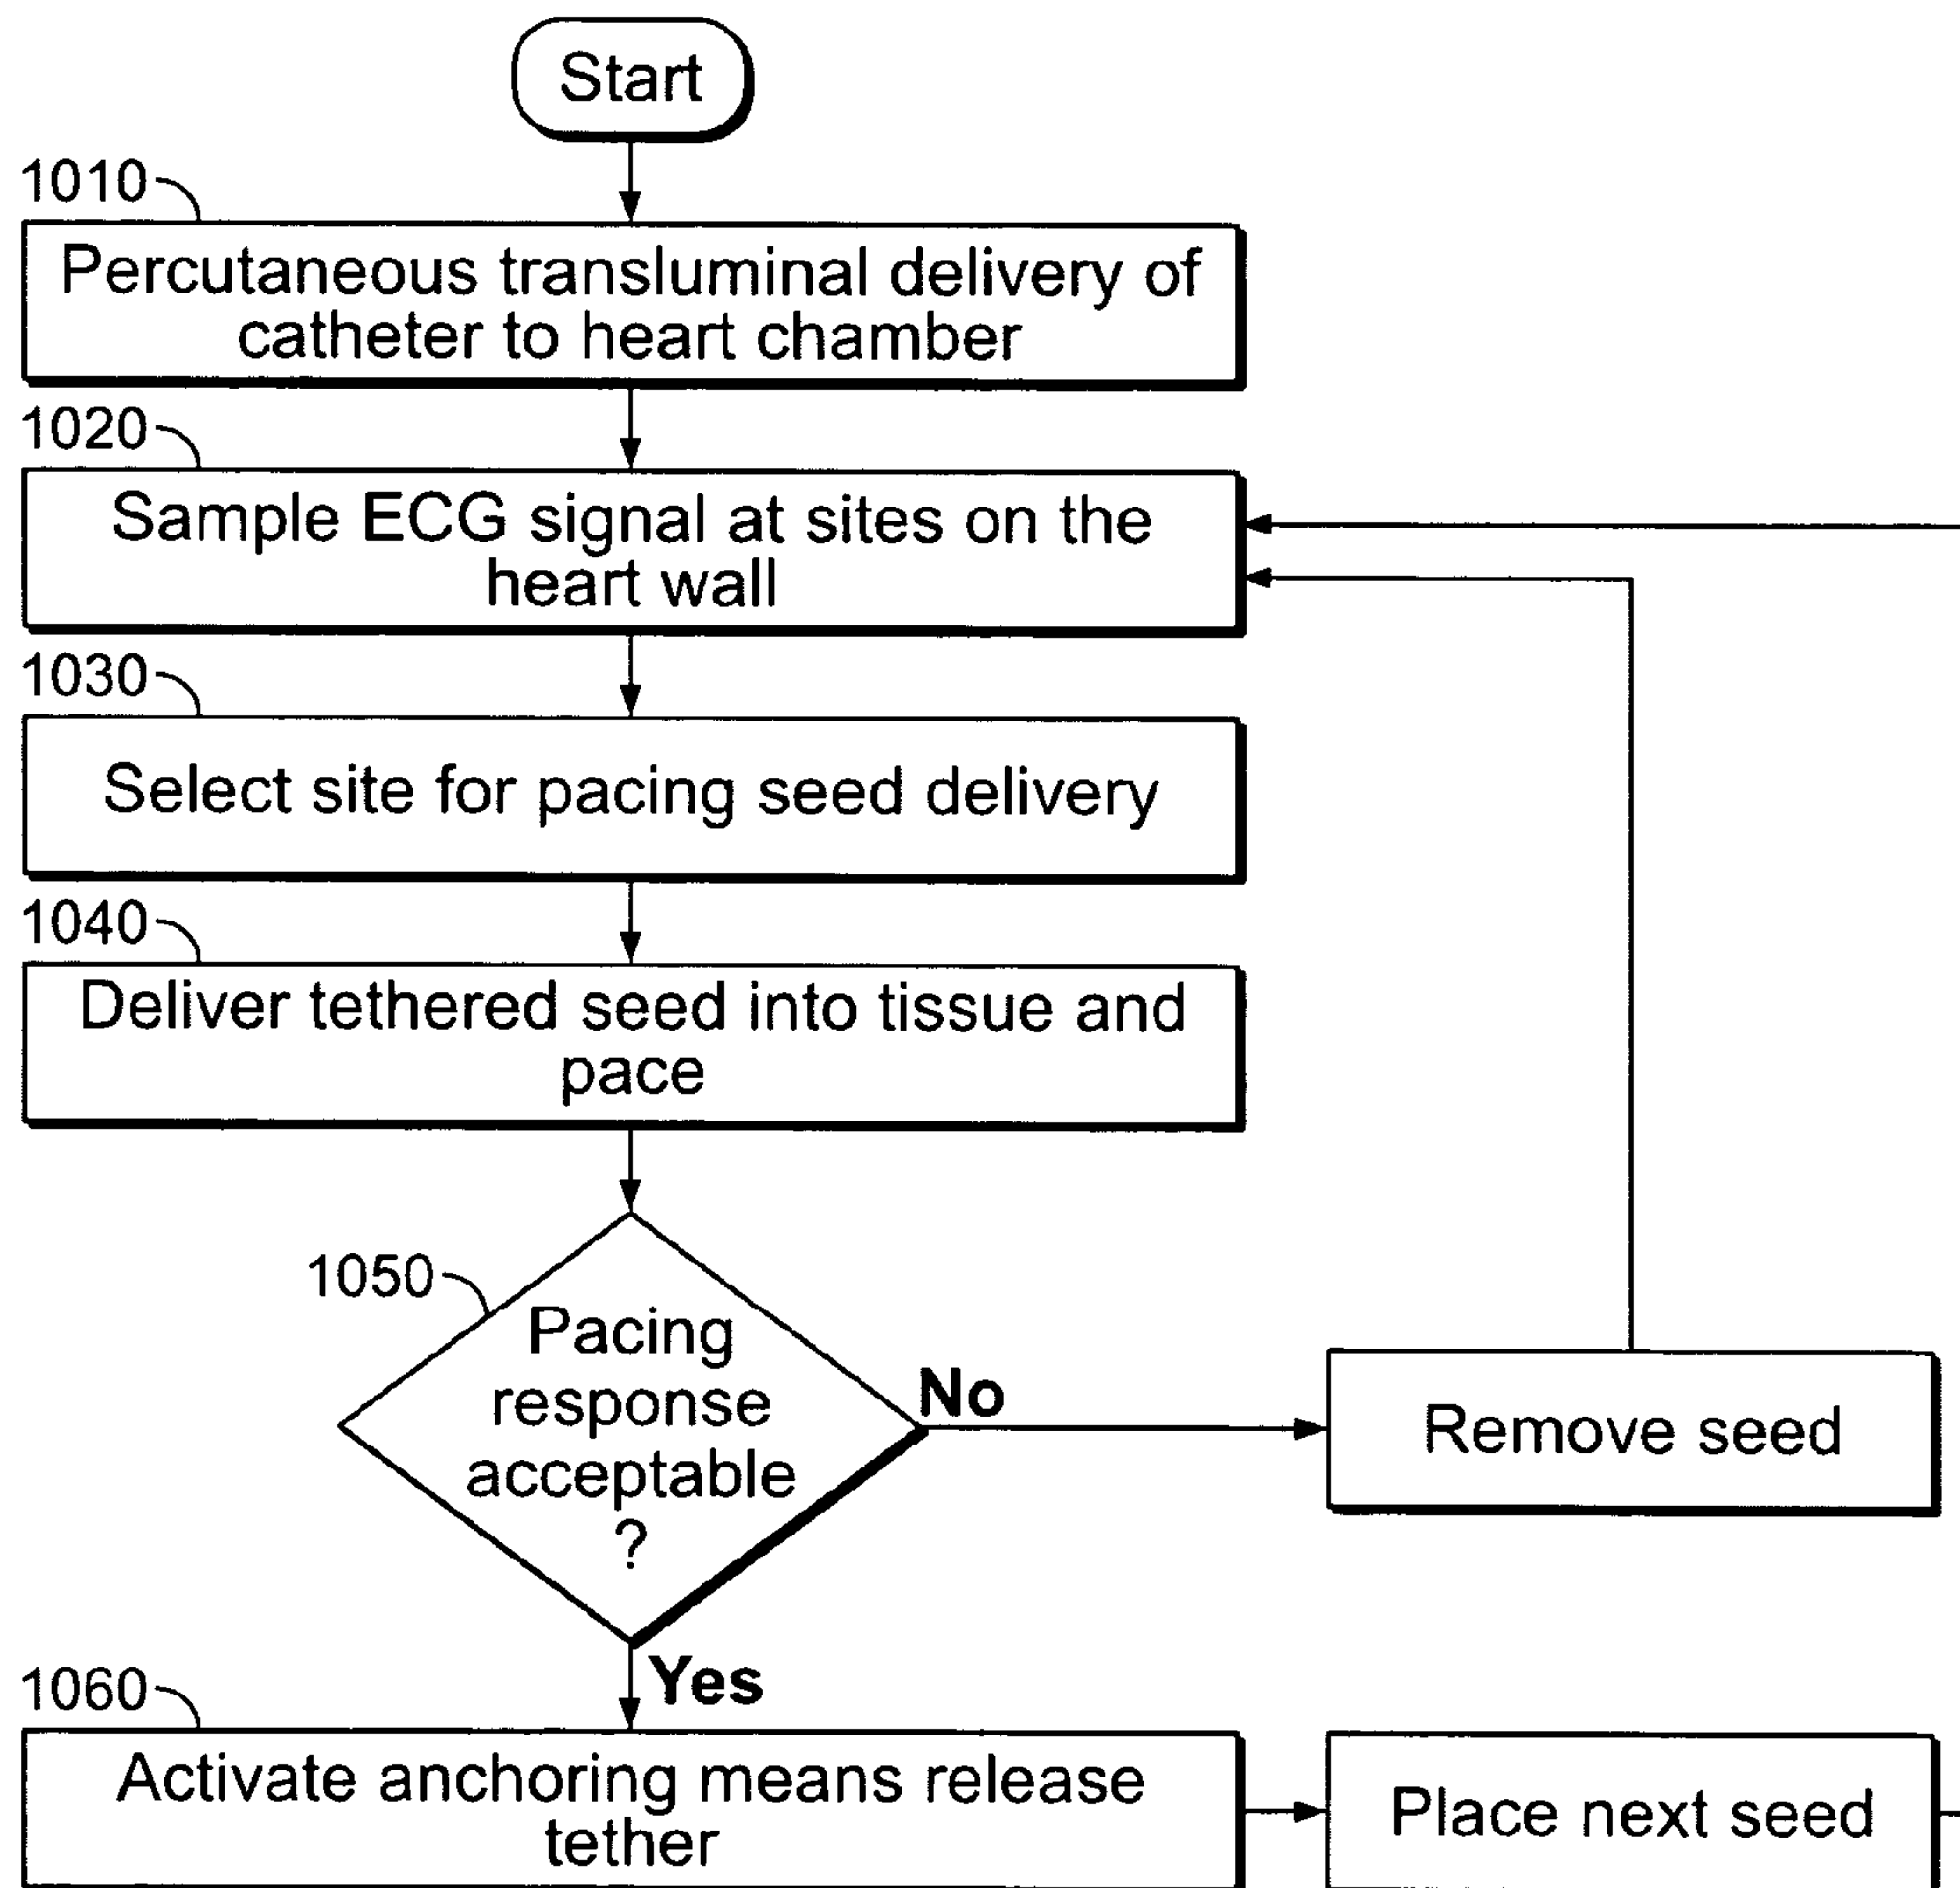 Start
1010
Percutaneous transluminal delivery of
catheter to heart chamber
1020
Sample ECG signal at sites on the
heart wall
1030
Select site for pacing seed delivery
1040
Deliver tethered seed into tissue and
pace
1050
Pacing
response
acceptable
?
No
Remove seed
Yes
1060
Activate anchoring means release
tether
Place next seed